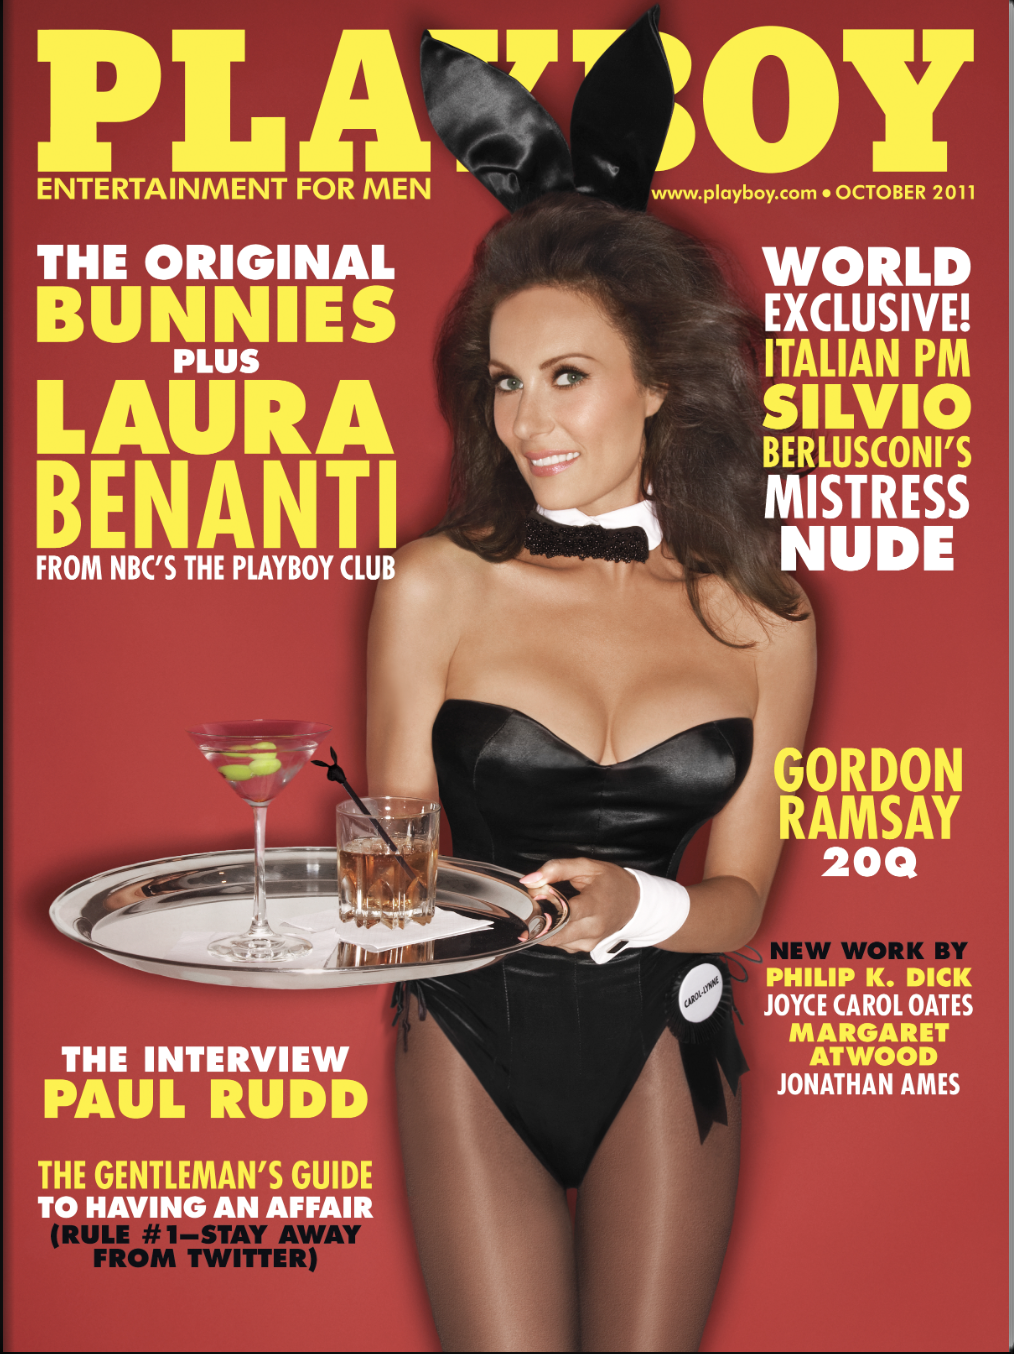 PLAYBOY
ENTERTAINMENT FOR MEN
www.playboy.com • OCTOBER 2011
THE ORIGINAL
BUNNIES
PLUS
LAURA
BENANTI
FROM NBC'S THE PLAYBOY CLUB
WORLD
EXCLUSIVE!
ITALIAN PM
SILVIO
BERLUSCONI'S
MISTRESS
NUDE
GORDON
RAMSAY
20Q
NEW WORK BY
PHILIP K. DICK
JOYCE CAROL OATES
MARGARET
ATWOOD
JONATHAN AMES
CAROL-LYNNE
THE INTERVIEW
PAUL RUDD
THE GENTLEMAN'S GUIDE
TO HAVING AN AFFAIR
(RULE #1—STAY AWAY
FROM TWITTER)